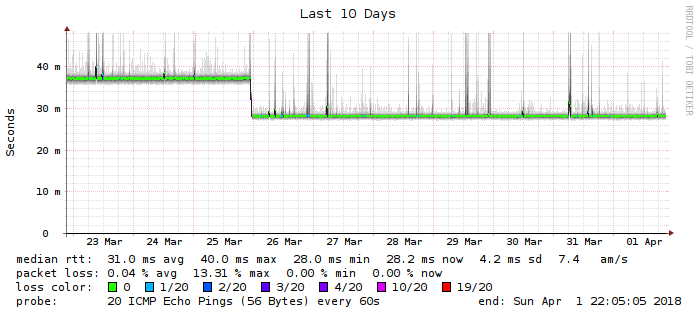 Last 10 Days
RRDTOOL / TOBI OETIKER
Seconds
40 m
30 m
20 m
10 m
0
23 Mar 24 Mar 25 Mar 26 Mar 27 Mar 28 Mar 29 Mar 30 Mar 31 Mar 01 Apr
median rtt: 31.0 ms avg 40.0 ms max 28.0 ms min 28.2 ms now 4.2 ms sd 7.4 am/s
packet loss: 0.04 % avg 13.31 % max 0.00 % min 0.00 % now
loss color: 0 1/20 2/20 3/20 4/20 10/20 19/20
probe: 20 ICMP Echo Pings (56 Bytes) every 60s end: Sun Apr 1 22:05:05 2018